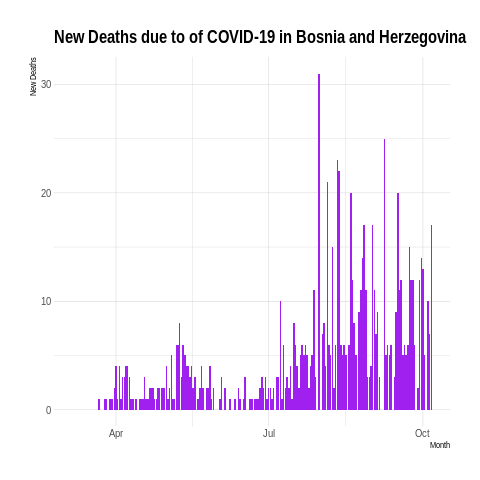 New Deaths due to of COVID-19 in Bosnia and Herzegovina
New Deaths
30
20
10
0
Apr
Jul
Oct
Month